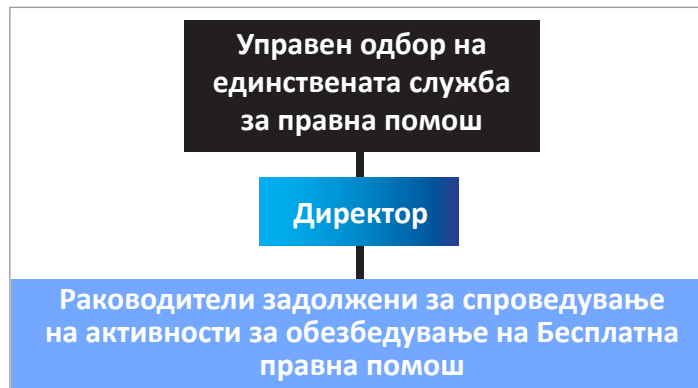 Управен одбор на
единствената служба
за правна помош
Директор
Раководители задолжени за спроведување
на активности за обезбедување на Бесплатна
правна помош